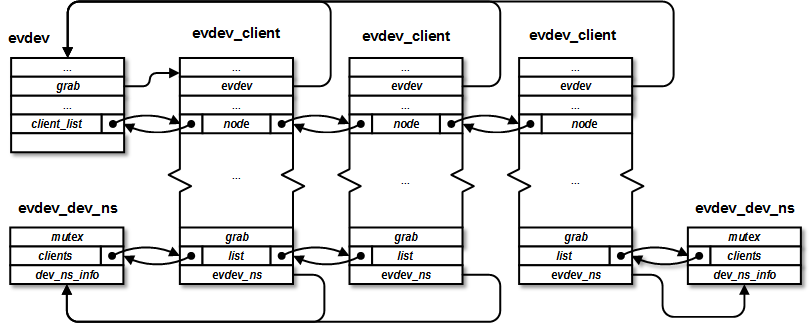 evdev
evdev_client
evdev_client
evdev_client
...
grab
...
client_list
...
evdev
...
node
...
grab
list
evdev_ns
...
evdev
...
node
...
grab
list
evdev_ns
...
evdev
...
node
...
grab
list
evdev_ns
evdev_dev_ns
mutex
clients
dev_ns_info
evdev_dev_ns
mutex
clients
dev_ns_info